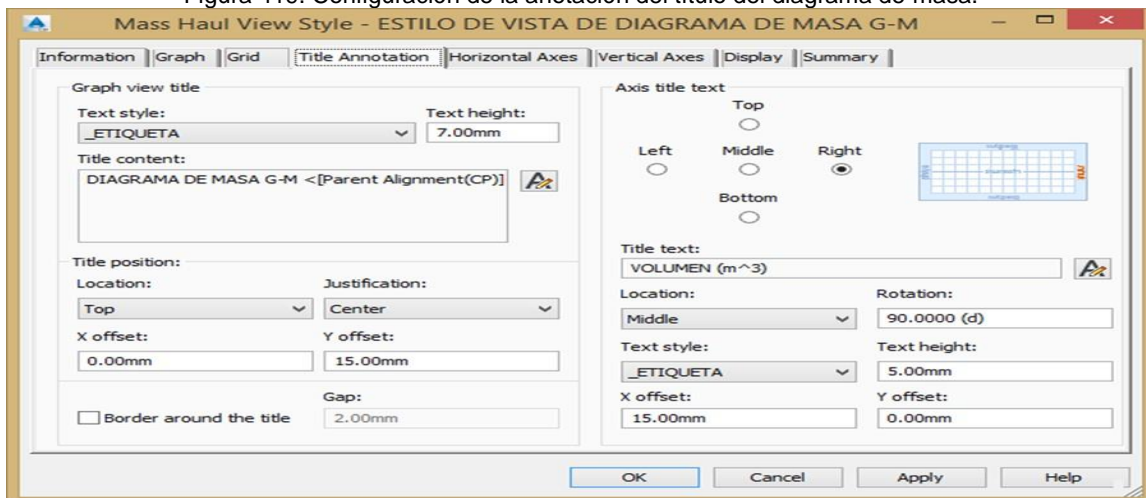 Figura 110. Configuración de la anotación del título del diagrama de masa.
Mass Haul View Style - ESTILO DE VISTA DE DIAGRAMA DE MASA G-M
Information Graph Grid Title Annotation Horizontal Axes Vertical Axes Display Summary
Graph view title
Text style:
Text height:
_ETIQUETA
7.00mm
Title content:
DIAGRAMA DE MASA G-M <[Parent Alignment(CP)]
Title position:
Location:
Justification:
Top
Center
X offset:
Y offset:
0.00mm
15.00mm
Gap:
Border around the title
2.00mm
Axis title text
Top
Left
Middle
Right
Bottom
Title text:
VOLUMEN (m^3)
Location:
Rotation:
Middle
90.0000 (d)
Text style:
Text height:
_ETIQUETA
5.00mm
X offset:
Y offset:
15.00mm
0.00mm
OK
Cancel
Apply
Help